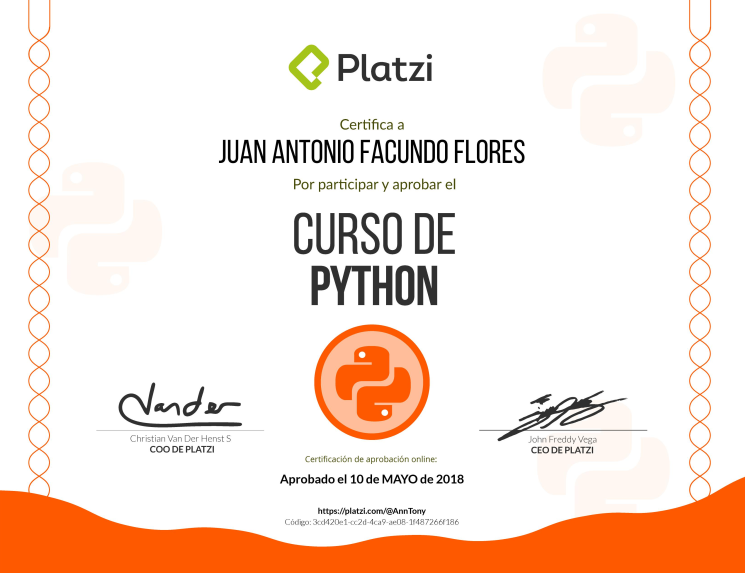 Platzi
Certifica a
JUAN ANTONIO FACUNDO FLORES
Por participar y aprobar el
CURSO DE
PYTHON
Vander
Christian Van Der Henst S
COO DE PLATZI
John Freddy Vega
CEO DE PLATZI
Certificación de aprobación online:
Aprobado el 10 de MAYO de 2018
https://platzi.com/@AnnTony
Código: 3cd420e1-cc2d-4ca9-ae08-1f487266f186